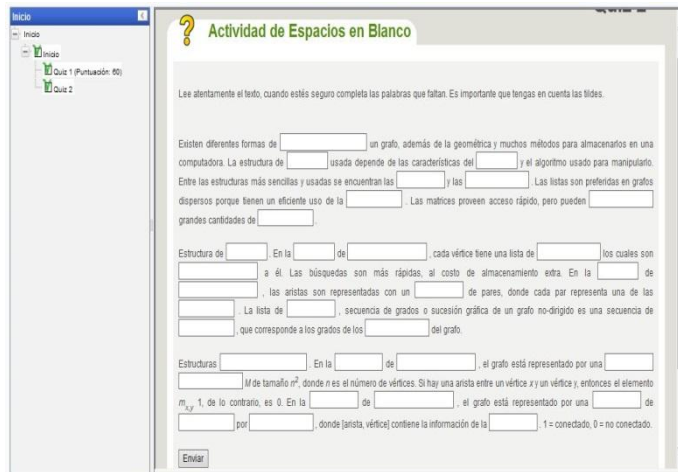 Inicio
Inicio
Inicio
Quiz 1 (Puntuación: 60)
Quiz 2
Actividad de Espacios en Blanco
Lee atentamente el texto, cuando estés seguro completa las palabras que faltan. Es importante que tengas en cuenta las tildes.
Existen diferentes formas de un grafo, además de la geométrica y muchos métodos para almacenarlos en una
computadora. La estructura de usada depende de las características del y el algoritmo usado para manipularlo.
Entre las estructuras más sencillas y usadas se encuentran las y las . Las listas son preferidas en grafos
dispersos porque tienen un eficiente uso de la . Las matrices proveen acceso rápido, pero pueden
grandes cantidades de .
Estructura de . En la de , cada vértice tiene una lista de los cuales son
a él. Las búsquedas son más rápidas, al costo de almacenamiento extra. En la de
, las aristas son representadas con un de pares, donde cada par representa una de las
. La lista de , secuencia de grados o sucesión gráfica de un grafo no-dirigido es una secuencia de
, que corresponde a los grados de los del grafo.
Estructuras . En la de , el grafo está representado por una
M de tamaño n², donde n es el número de vértices. Si hay una arista entre un vértice x y un vértice y, entonces el elemento
mx,y 1, de lo contrario, es 0. En la de , el grafo está representado por una de
por , donde [arista, vértice] contiene la información de la . 1 = conectado, 0 = no conectado.
Enviar